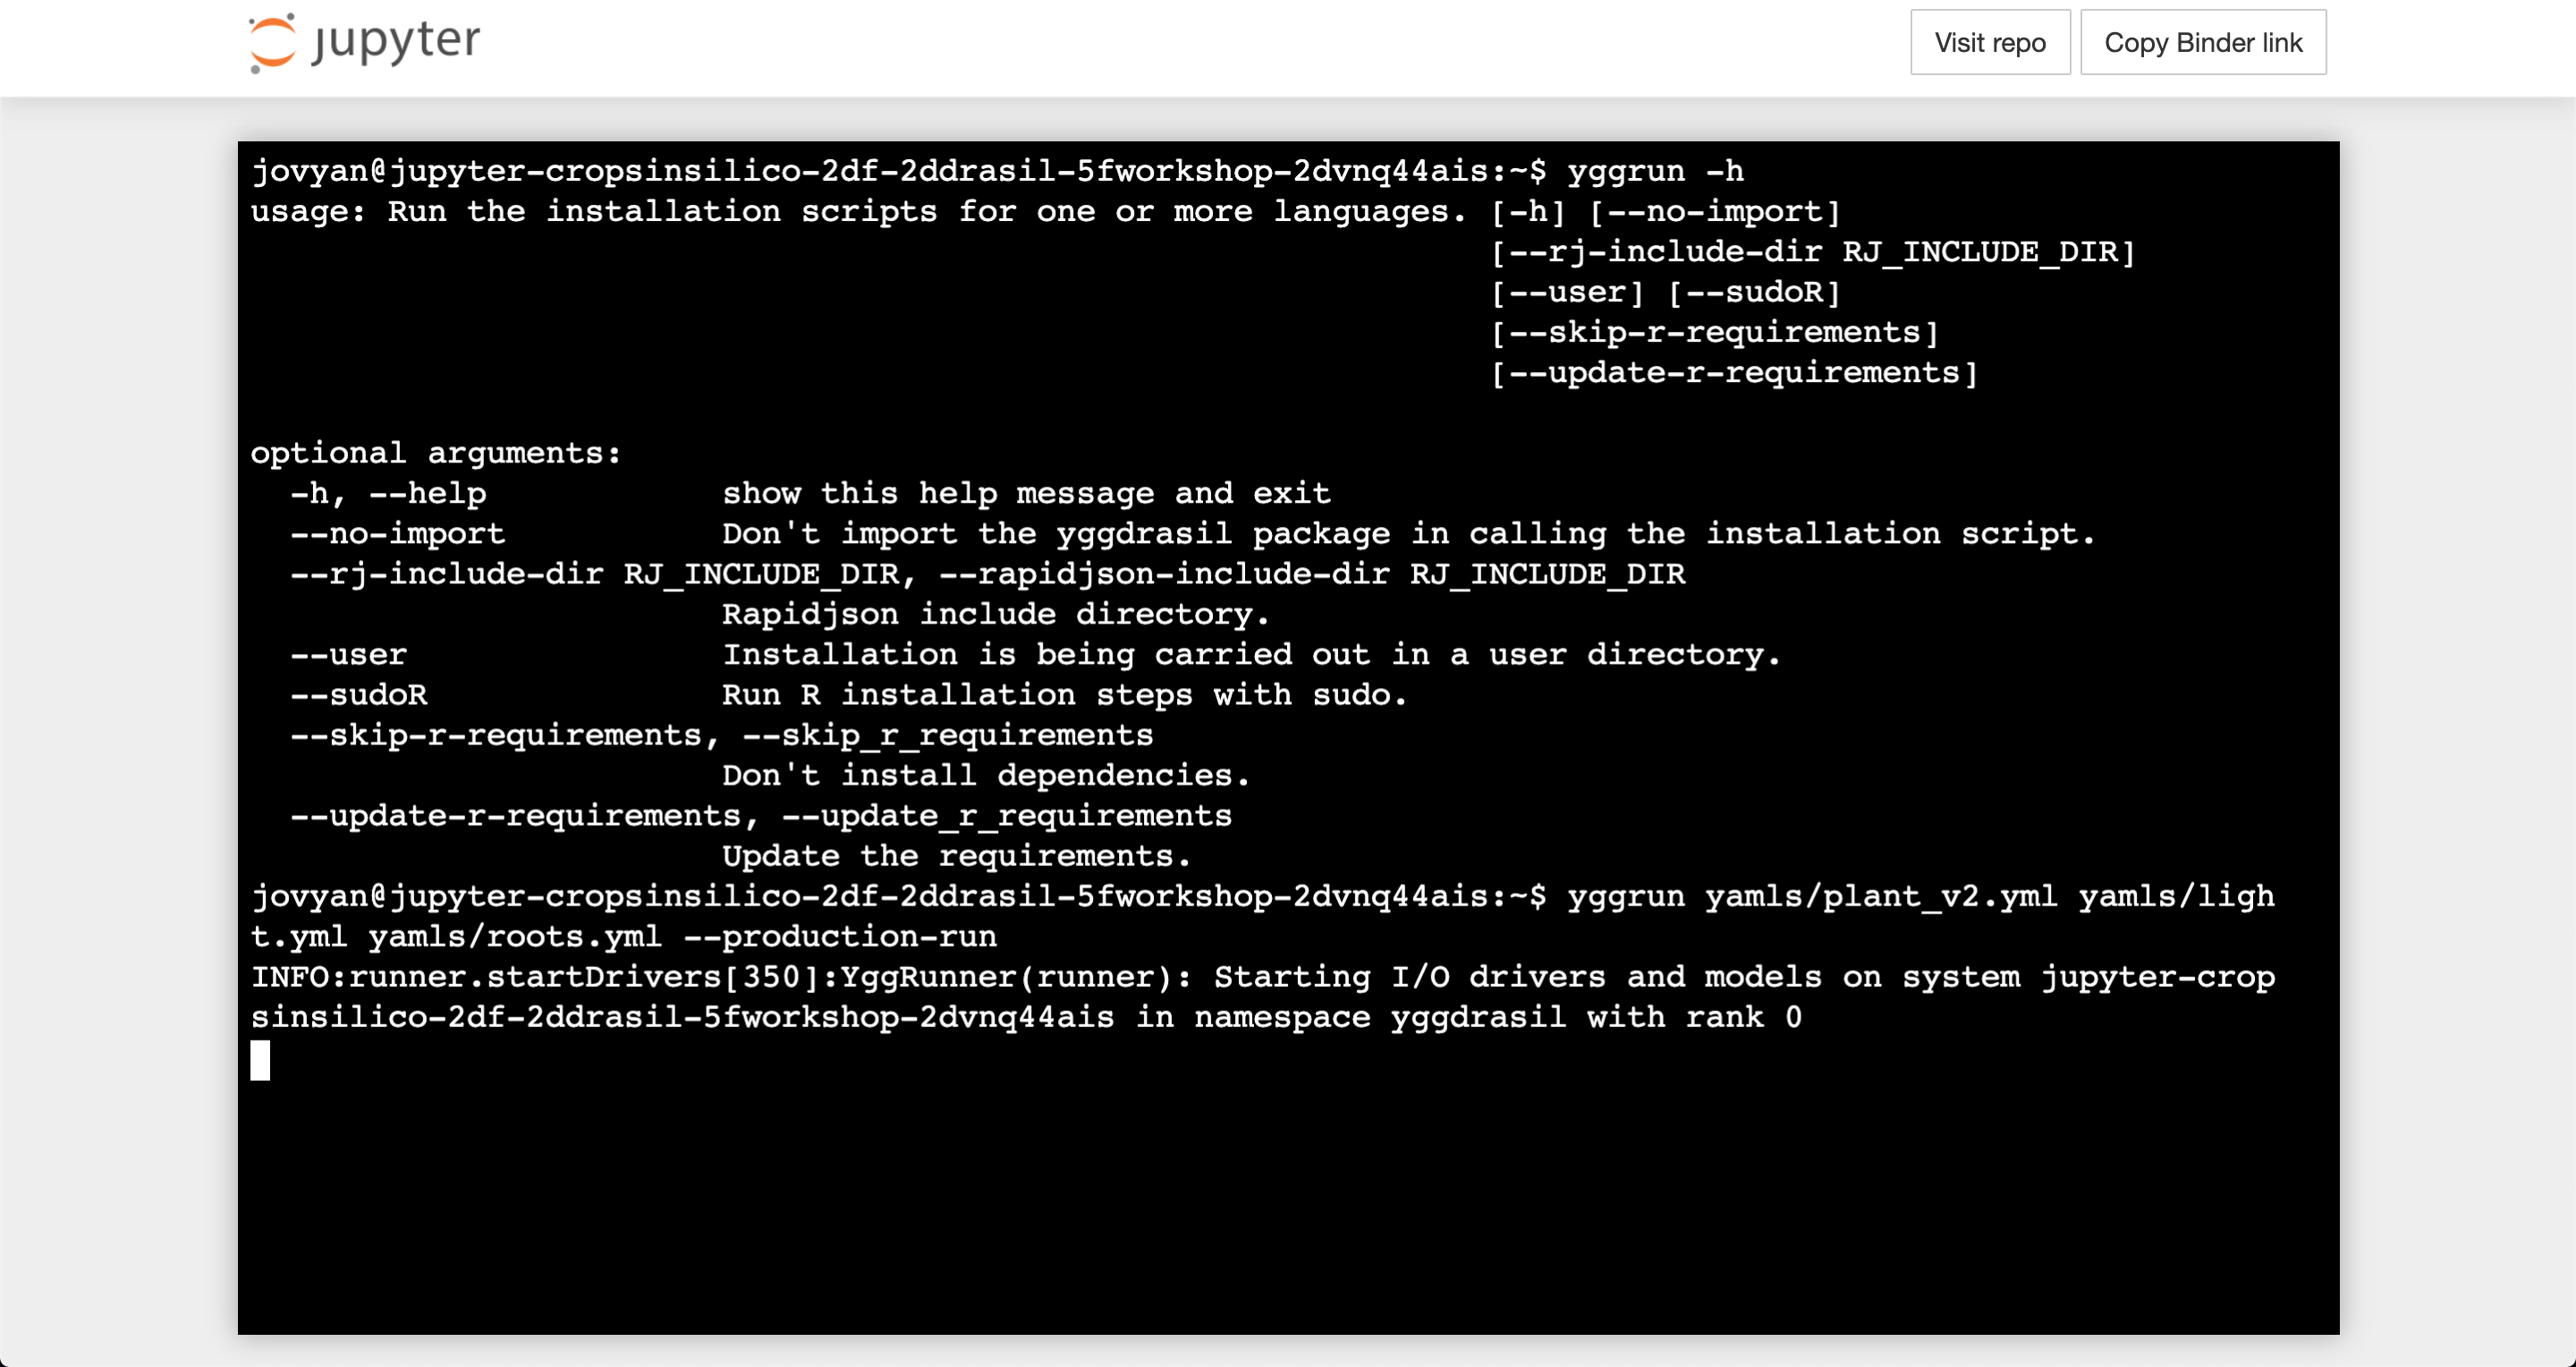 jupyter
Visit repo
Copy Binder link
jovyan@jupyter-cropsinsilico-2df-2ddrasil-5fworkshop-2dvnq44ais:~$ yggrun -h
usage: Run the installation scripts for one or more languages. [-h] [--no-import]
[--rj-include-dir RJ_INCLUDE_DIR]
[--user] [--sudoR]
[--skip-r-requirements]
[--update-r-requirements]
optional arguments:
-h, --help show this help message and exit
--no-import Don't import the yggdrasil package in calling the installation script.
--rj-include-dir RJ_INCLUDE_DIR, --rapidjson-include-dir RJ_INCLUDE_DIR
Rapidjson include directory.
--user Installation is being carried out in a user directory.
--sudoR Run R installation steps with sudo.
--skip-r-requirements, --skip_r_requirements
Don't install dependencies.
--update-r-requirements, --update_r_requirements
Update the requirements.
jovyan@jupyter-cropsinsilico-2df-2ddrasil-5fworkshop-2dvnq44ais:~$ yggrun yamls/plant_v2.yml yamls/ligh
t.yml yamls/roots.yml --production-run
INFO:runner.startDrivers[350]:YggRunner(runner): Starting I/O drivers and models on system jupyter-crop
sinsilico-2df-2ddrasil-5fworkshop-2dvnq44ais in namespace yggdrasil with rank 0